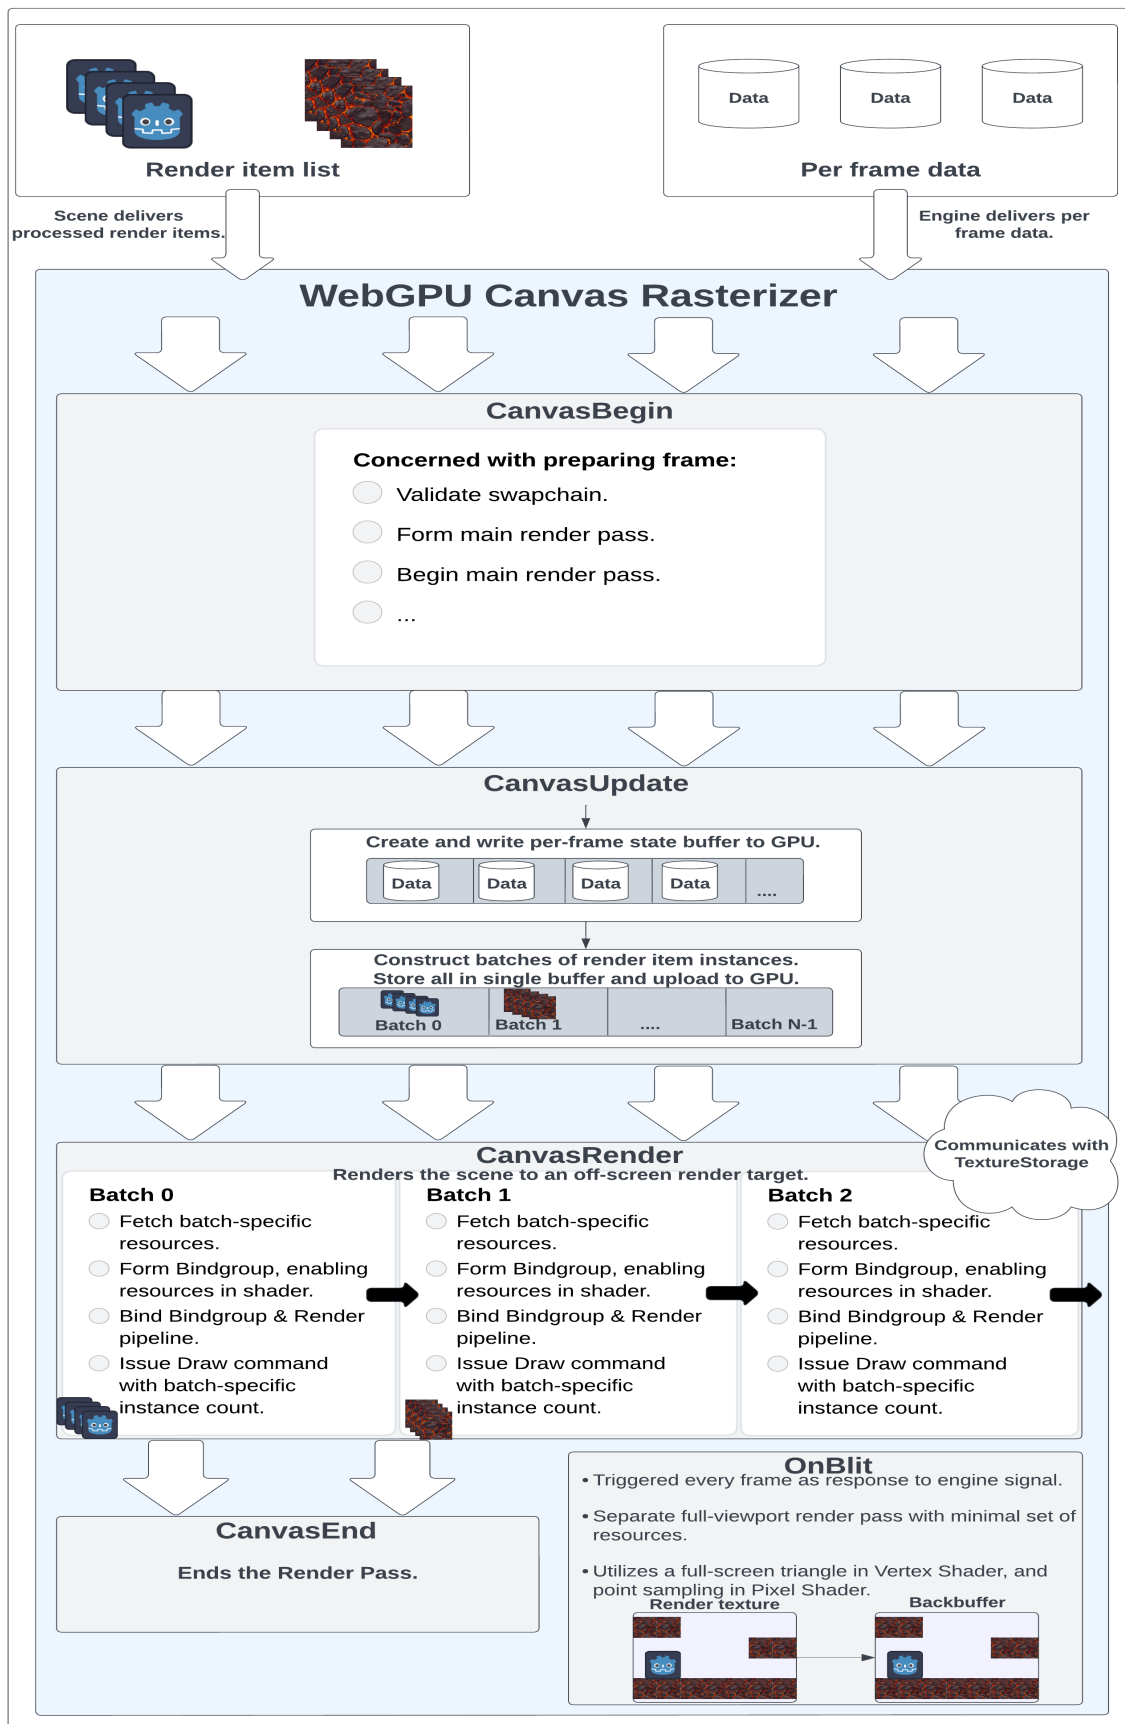 Data
Data
Data
Render item list
Per frame data
Scene delivers
processed render items.
Engine delivers per
frame data.
WebGPU Canvas Rasterizer
CanvasBegin
Concerned with preparing frame:
Validate swapchain.
Form main render pass.
Begin main render pass.
...
CanvasUpdate
Create and write per-frame state buffer to GPU.
Data
Data
Data
Data
....
Construct batches of render item instances.
Store all in single buffer and upload to GPU.
Batch 0
Batch 1
....
Batch N-1
Communicates with
TextureStorage
CanvasRender
Renders the scene to an off-screen render target.
Batch 0
Fetch batch-specific
resources.
Form Bindgroup, enabling
resources in shader.
Bind Bindgroup & Render
pipeline.
Issue Draw command
with batch-specific
instance count.
Batch 1
Fetch batch-specific
resources.
Form Bindgroup, enabling
resources in shader.
Bind Bindgroup & Render
pipeline.
Issue Draw command
with batch-specific
instance count.
Batch 2
Fetch batch-specific
resources.
Form Bindgroup, enabling
resources in shader.
Bind Bindgroup & Render
pipeline.
Issue Draw command
with batch-specific
instance count.
CanvasEnd
Ends the Render Pass.
OnBlit
• Triggered every frame as response to engine signal.
• Separate full-viewport render pass with minimal set of
resources.
• Utilizes a full-screen triangle in Vertex Shader, and
point sampling in Pixel Shader.
Render texture
Backbuffer